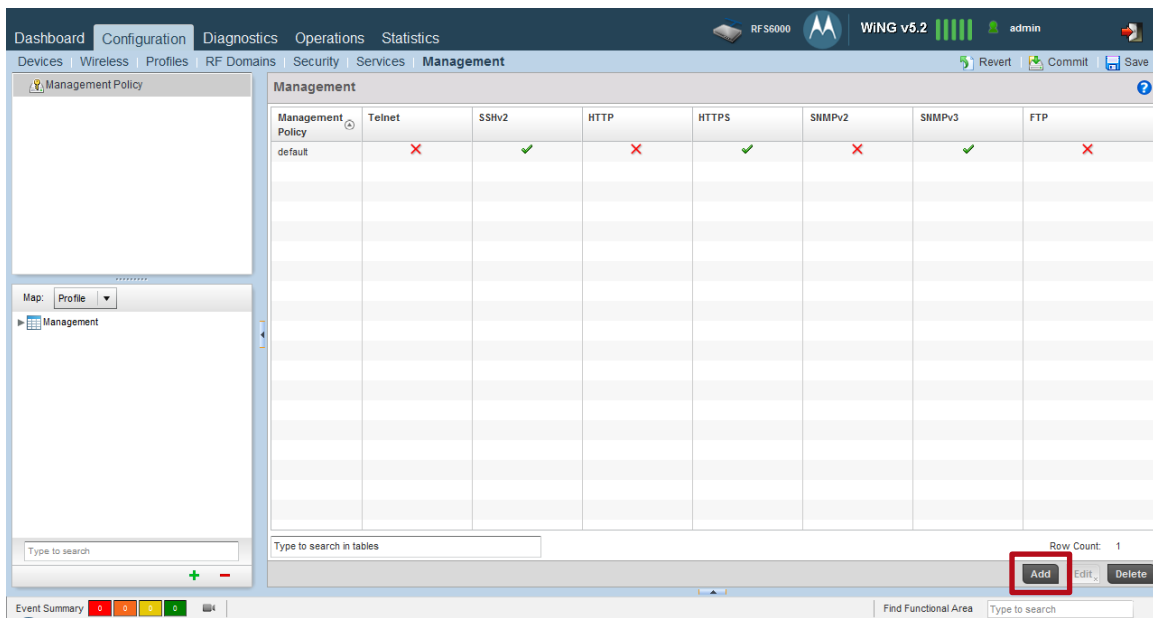 RFS6000 WiNG v5.2 admin
Dashboard Configuration Diagnostics Operations Statistics
Devices Wireless Profiles RF Domains Security Services Management Revert Commit Save
Management Policy
Management
Management Policy Telnet SSHv2 HTTP HTTPS SNMPv2 SNMPv3 FTP
default
Map: Profile
Management
Type to search
Type to search in tables
Row Count: 1
Add Edit Delete
Event Summary 0 0 0 0
Find Functional Area Type to search